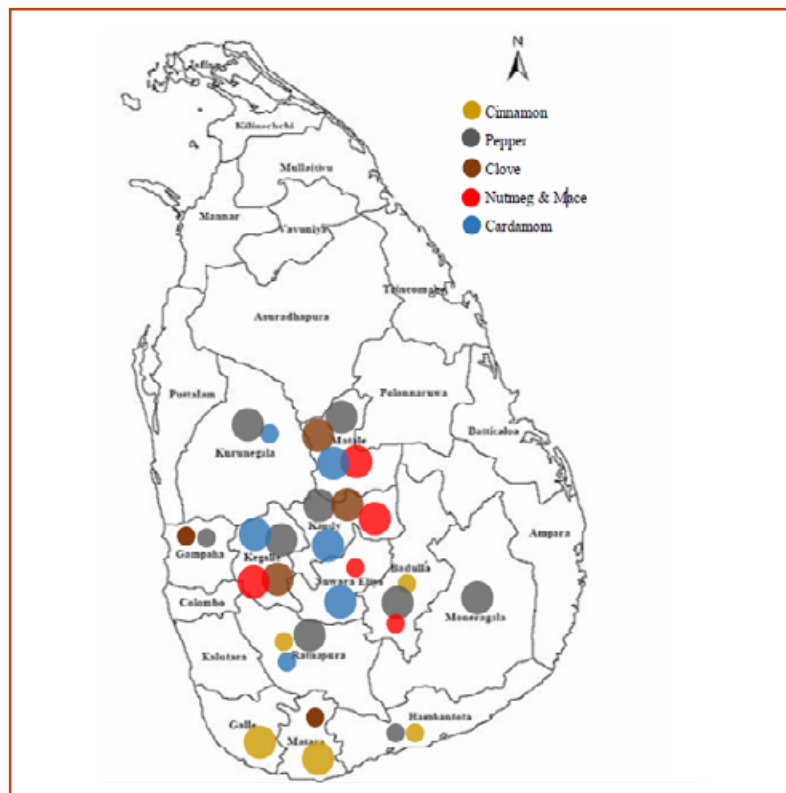 N
Cinnamon
Pepper
Clove
Nutmeg & Mace
Cardamom
Jaffna
Kilinochchi
Mullaitivu
Mannar
Vavuniya
Trincomalee
Anuradhapura
Puttalam
Polonnaruwa
Batticaloa
Matale
Kurunegala
Kandy
Ampara
Gampaha
Kegalle
Badulla
Nuwara Eliya
Colombo
Moneragala
Kalutara
Rathapura
Galle
Matara
Hambantota